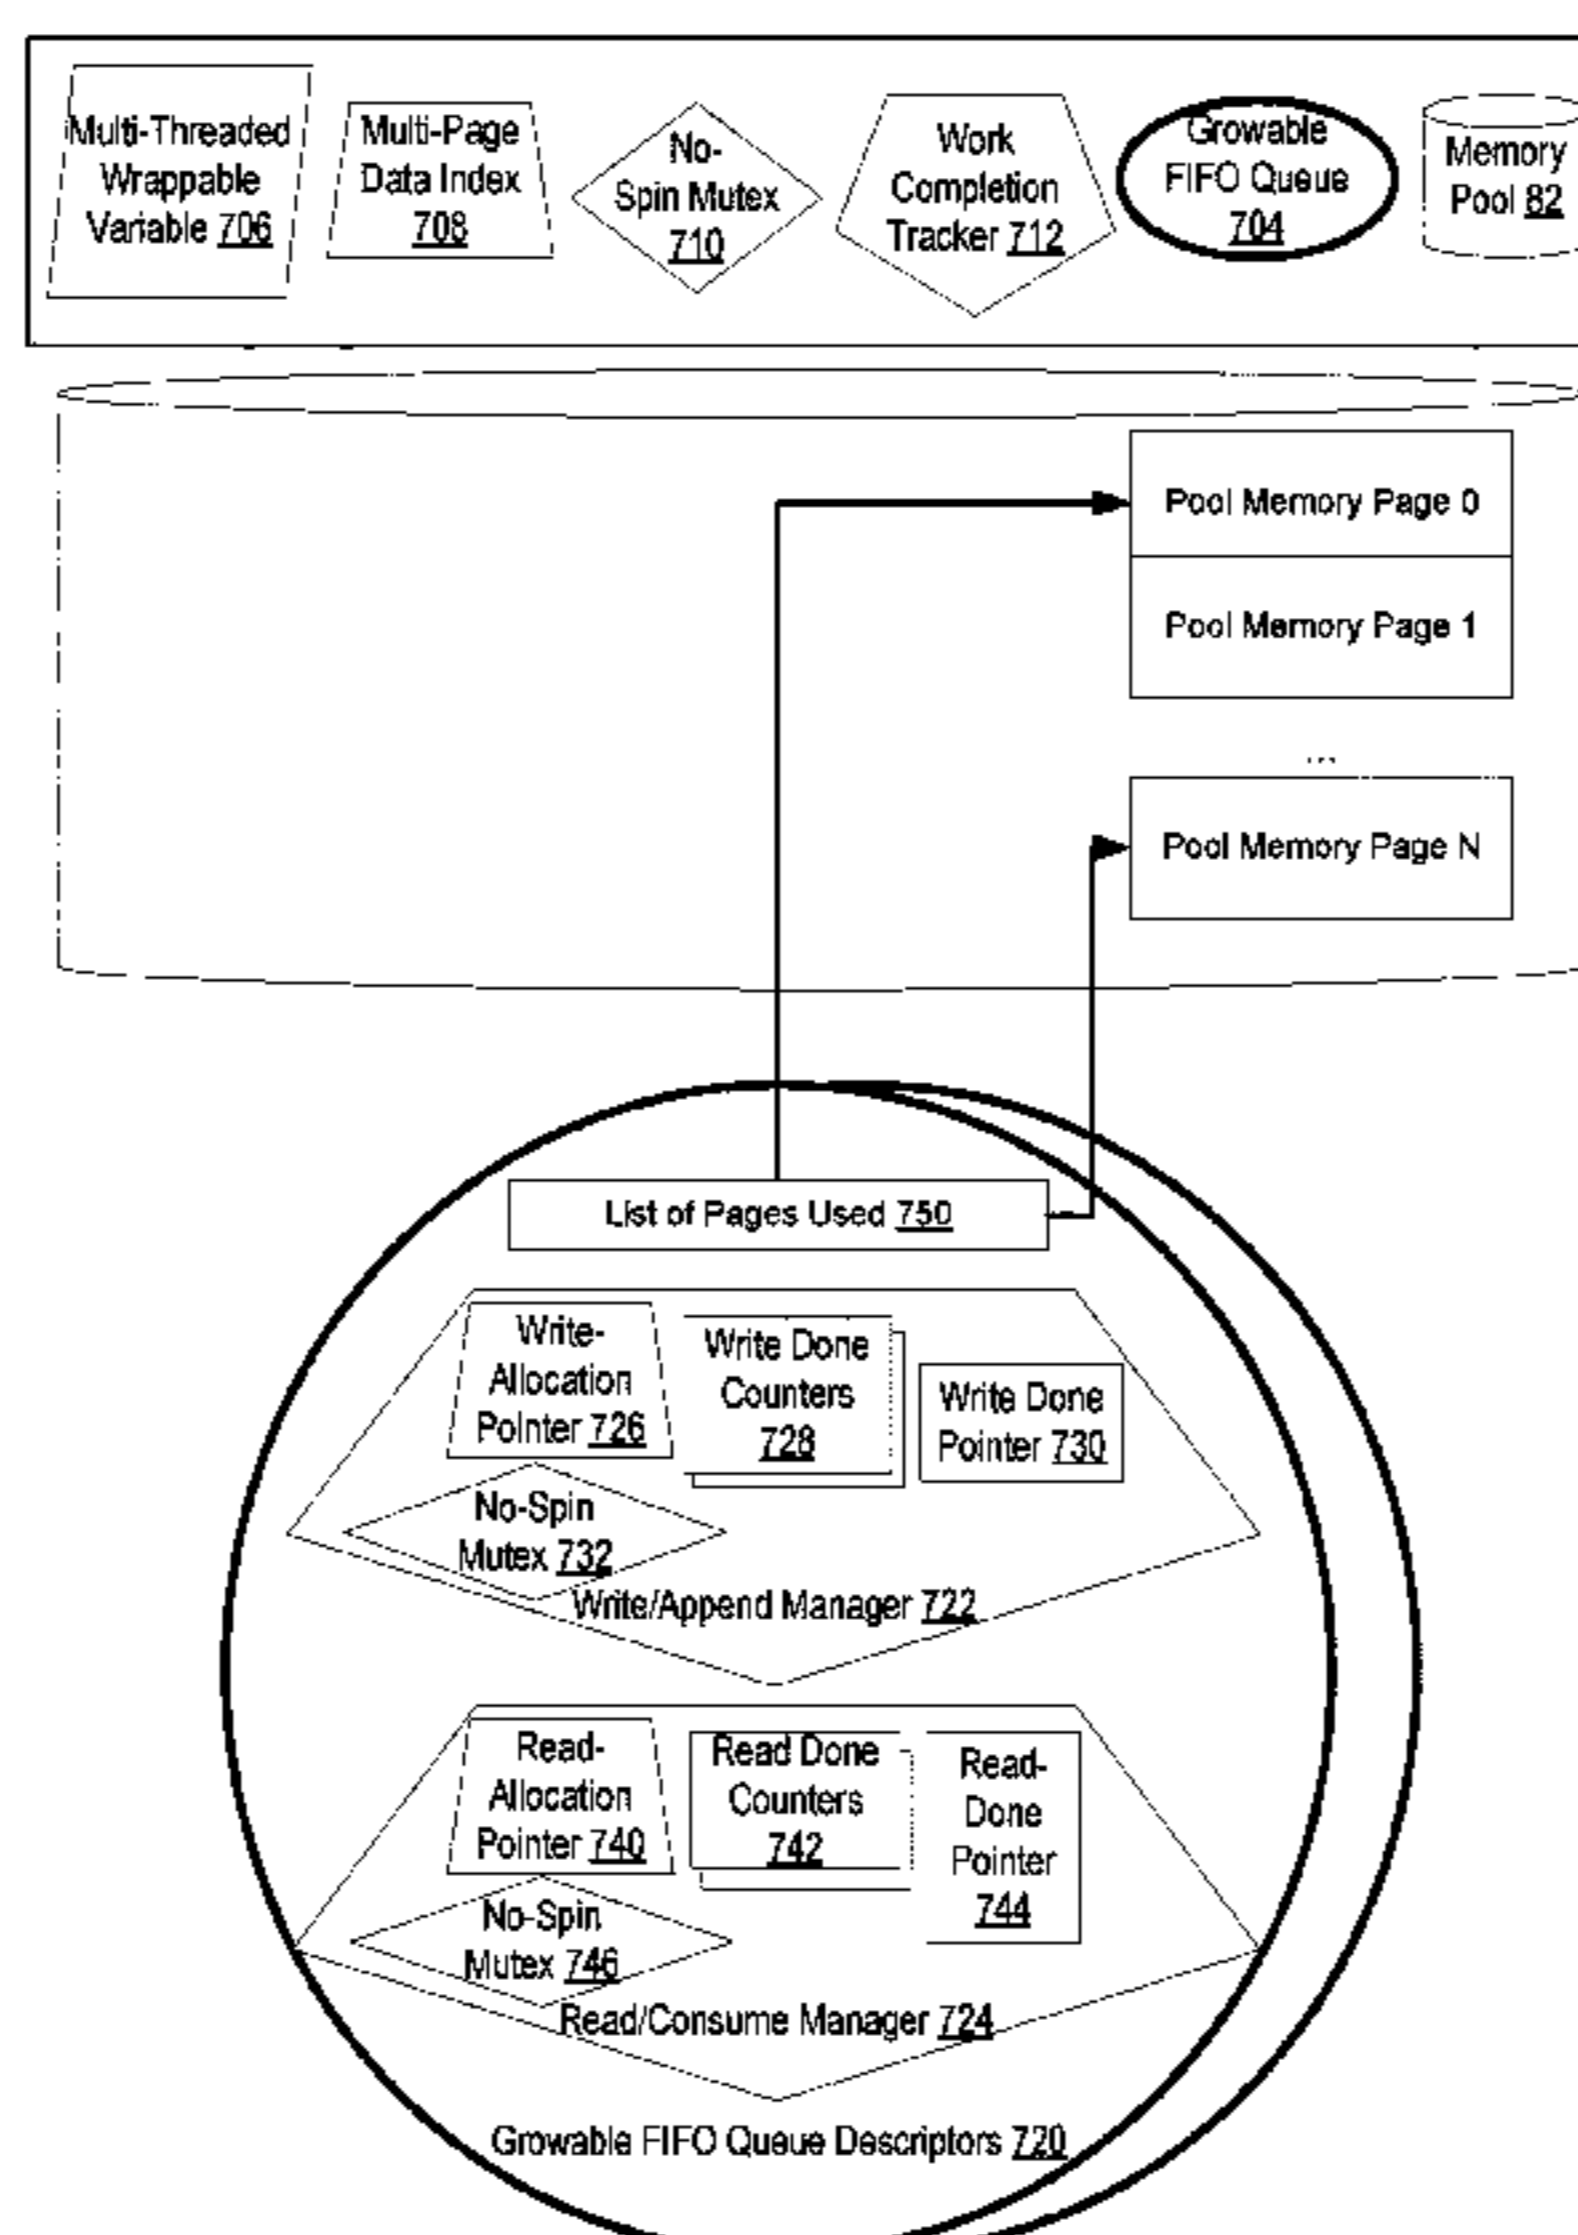 Multi-Threaded
Wrappable
Variable 706
Multi-Page
Data Index
708
No-
Spin Mutex
710
Work
Completion
Tracker 712
Growable
FIFO Queue
704
Memory
Pool 82
Pool Memory Page 0
Pool Memory Page 1
...
Pool Memory Page N
List of Pages Used 750
Write-
Allocation
Pointer 726
Write Done
Counters
728
Write Done
Pointer 730
No-Spin
Mutex 732
Write/Append Manager 722
Read-
Allocation
Pointer 740
Read Done
Counters
742
Read-
Done
Pointer
744
No-Spin
Mutex 746
Read/Consume Manager 724
Growable FIFO Queue Descriptors 720